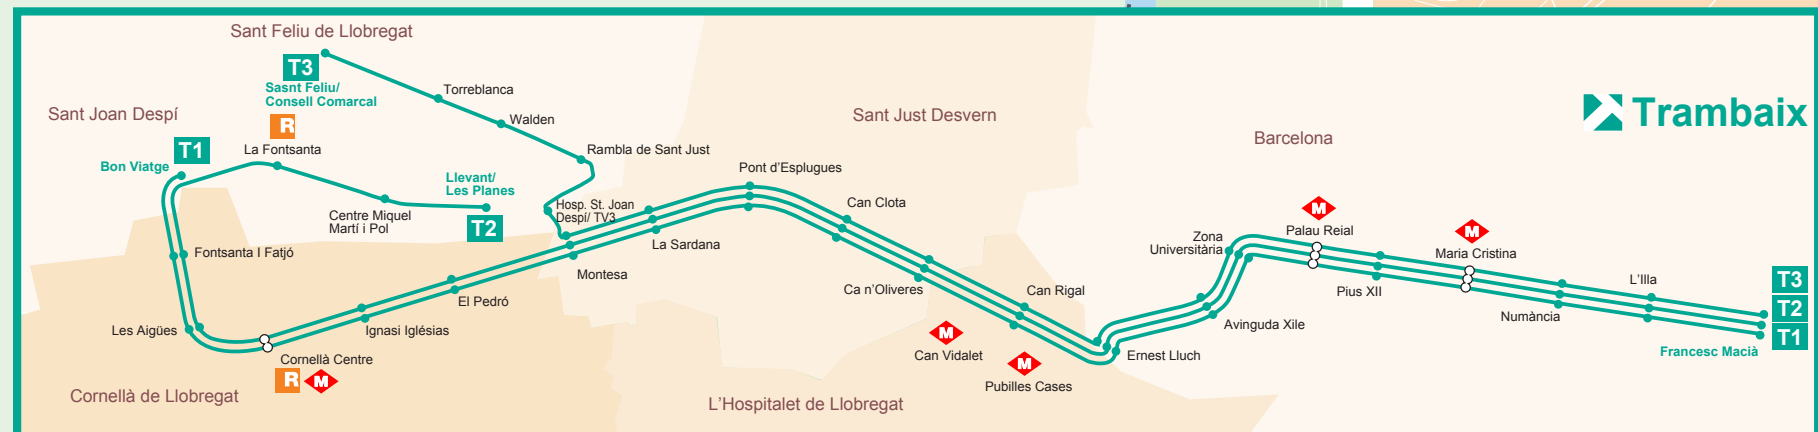 Sant Feliu de Llobregat
T3
Sasnt Feliu/
Consell Comarcal
R
Torreblanca
Walden
Rambla de Sant Just
Sant Joan Despí
T1
Bon Viatge
La Fontsanta
Centre Miquel
Martí i Pol
Llevant/
Les Planes
T2
Hosp. St. Joan
Despí/ TV3
Fontsanta I Fatjó
Les Aigües
Cornellà Centre
R
M
Cornellà de Llobregat
Ignasi Iglésias
El Pedró
Montesa
La Sardana
Pont d'Esplugues
Sant Just Desvern
Can Clota
Ca n'Oliveres
Can Rigal
M
Can Vidalet
M
Pubilles Cases
L'Hospitalet de Llobregat
Ernest Lluch
Avinguda Xile
Zona
Universitària
Barcelona
M
Palau Reial
Pius XII
M
Maria Cristina
Numància
L'Illa
Francesc Macià
T3
T2
T1
Trambaix